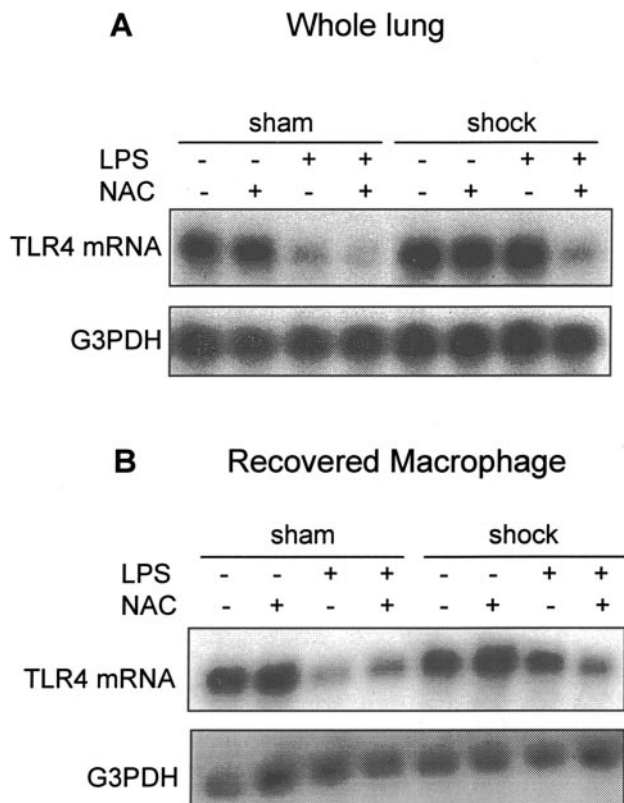 A Whole lung
sham shock
LPS - - + + - - + +
NAC - + - + - + - +
TLR4 mRNA
G3PDH
B Recovered Macrophage
sham shock
LPS - - + + - - + +
NAC - + - + - + - +
TLR4 mRNA
G3PDH